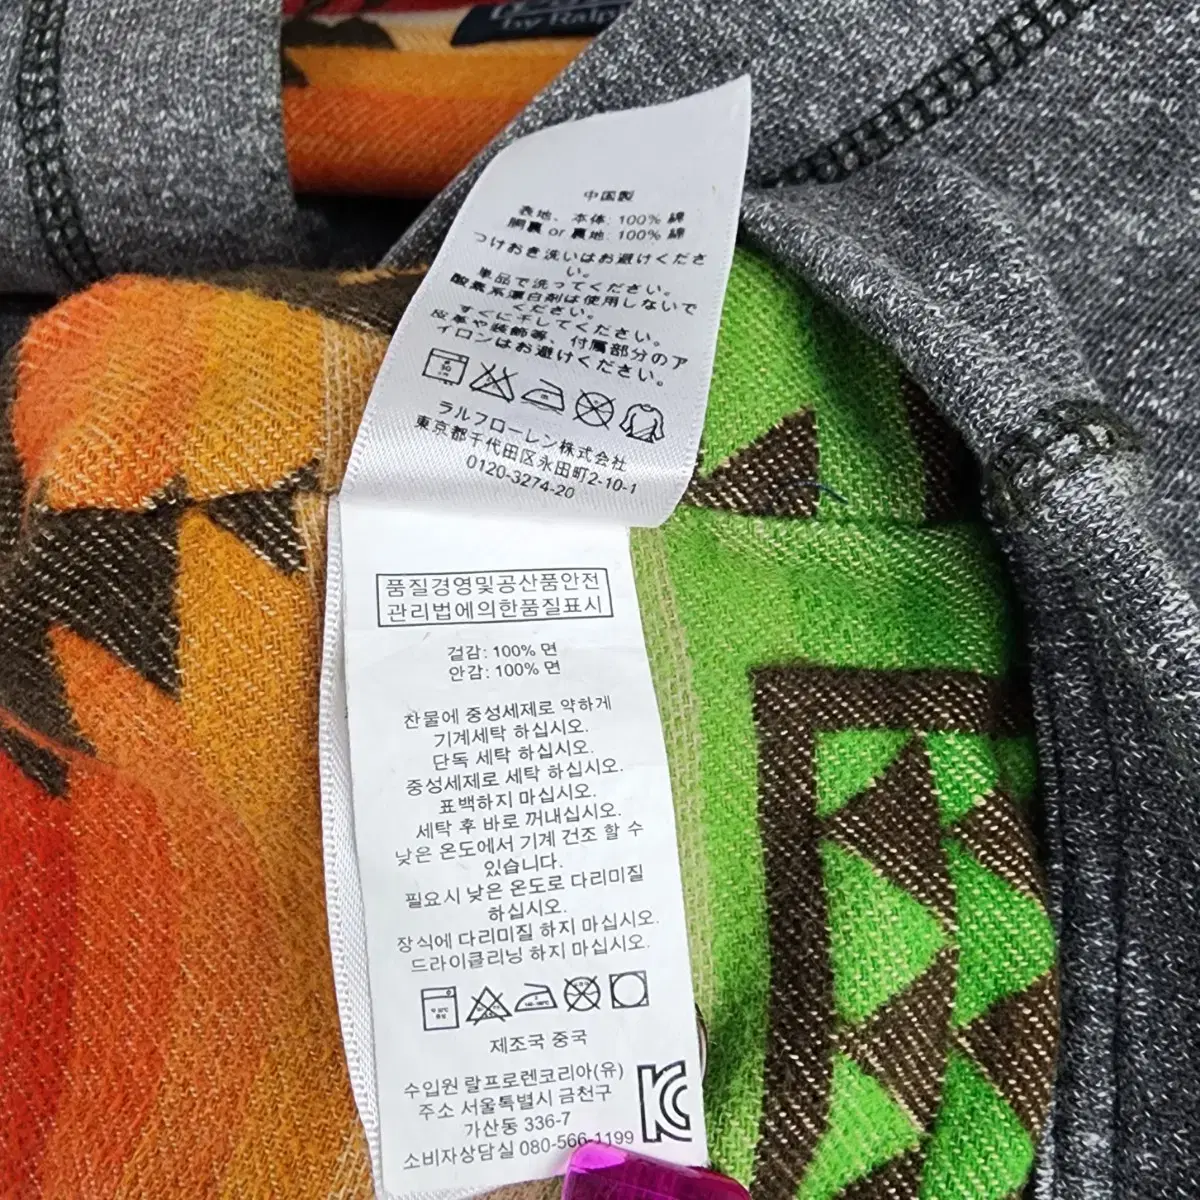 by Ralp
中国製
表地、本体: 100% 綿
胴裏 or 裏地: 100% 綿
つけおき洗いはお避けくださ
い。
単品で洗ってください。
酸素系漂白剤は使用しないで
ください。
すぐに干してください。
皮革や装飾等、付属部分のア
イロンはお避けください。
ラルフローレン株式会社
東京都千代田区永田町2-10-1
0120-3274-20
품질경영및공산품안전
관리법에의한품질표시
겉감: 100% 면
안감: 100% 면
찬물에 중성세제로 약하게
기계세탁 하십시오.
단독 세탁 하십시오.
중성세제로 세탁 하십시오.
표백하지 마십시오.
세탁 후 바로 꺼내십시오.
낮은 온도에서 기계 건조 할 수
있습니다.
필요시 낮은 온도로 다리미질
하십시오.
장식에 다리미질 하지 마십시오.
드라이클리닝 하지 마십시오.
제조국 중국
수입원 랄프로렌코리아(유)
주소 서울특별시 금천구
가산동 336-7
소비자상담실 080-566-1199